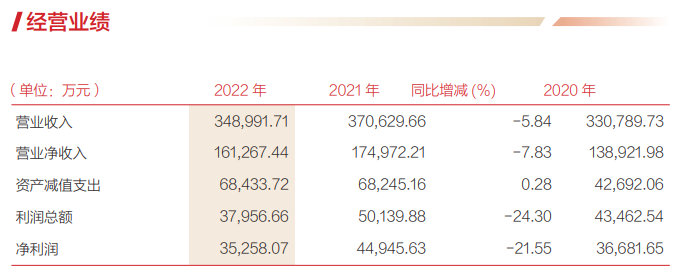 经营业绩
（单位：万元） 2022 年 2021 年 同比增减 (%) 2020 年
营业收入 348,991.71 370,629.66 -5.84 330,789.73
营业净收入 161,267.44 174,972.21 -7.83 138,921.98
资产减值支出 68,433.72 68,245.16 0.28 42,692.06
利润总额 37,956.66 50,139.88 -24.30 43,462.54
净利润 35,258.07 44,945.63 -21.55 36,681.65